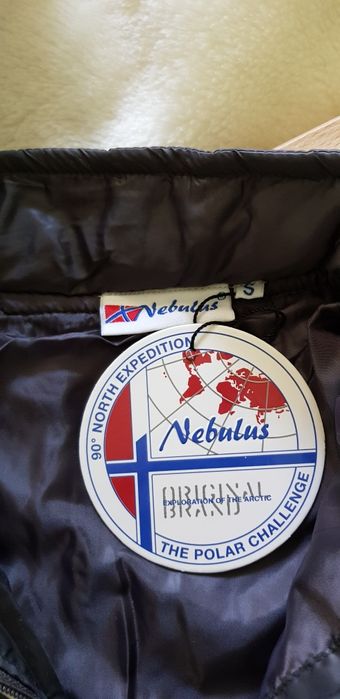 Nebulus®
S
90° NORTH EXPEDITION
Nebulus
ORIGINAL
EXPLORATION OF THE ARCTIC
BRAND
THE POLAR CHALLENGE